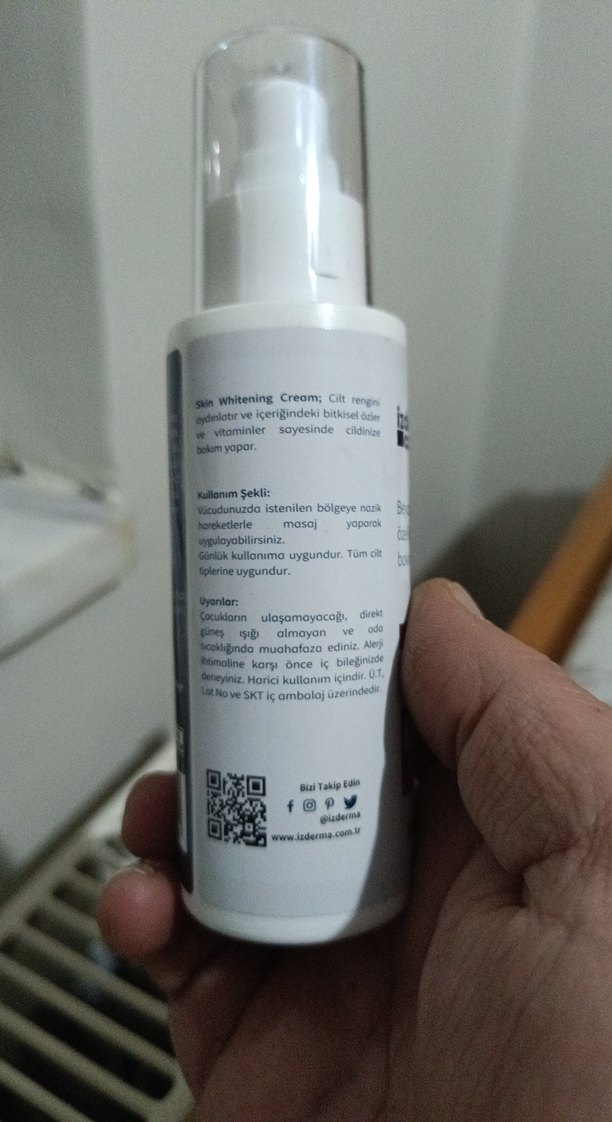 Skin Whitening Cream; Cilt rengini
aydınlatır ve içeriğindeki bitkisel özler
ve vitaminler sayesinde cildinize
bakım yapar.
Kullanım Şekli:
Vücudunuzda istenilen bölgeye nazik
hareketlerle masaj yaparak
uygulayabilirsiniz.
Günlük kullanıma uygundur. Tüm cilt
tiplerine uygundur.
Uyarılar:
Çocukların ulaşamayacağı, direkt
güneş ışığı almayan ve oda
sıcaklığında muahafaza ediniz. Alerji
ihtimaline karşı önce iç bileğinizde
deneyiniz. Harici kullanım içindir. Ü.T,
Lot No ve SKT iç ambalaj üzerindedir.
Bizi Takip Edin
@izderma
www.izderma.com.tr